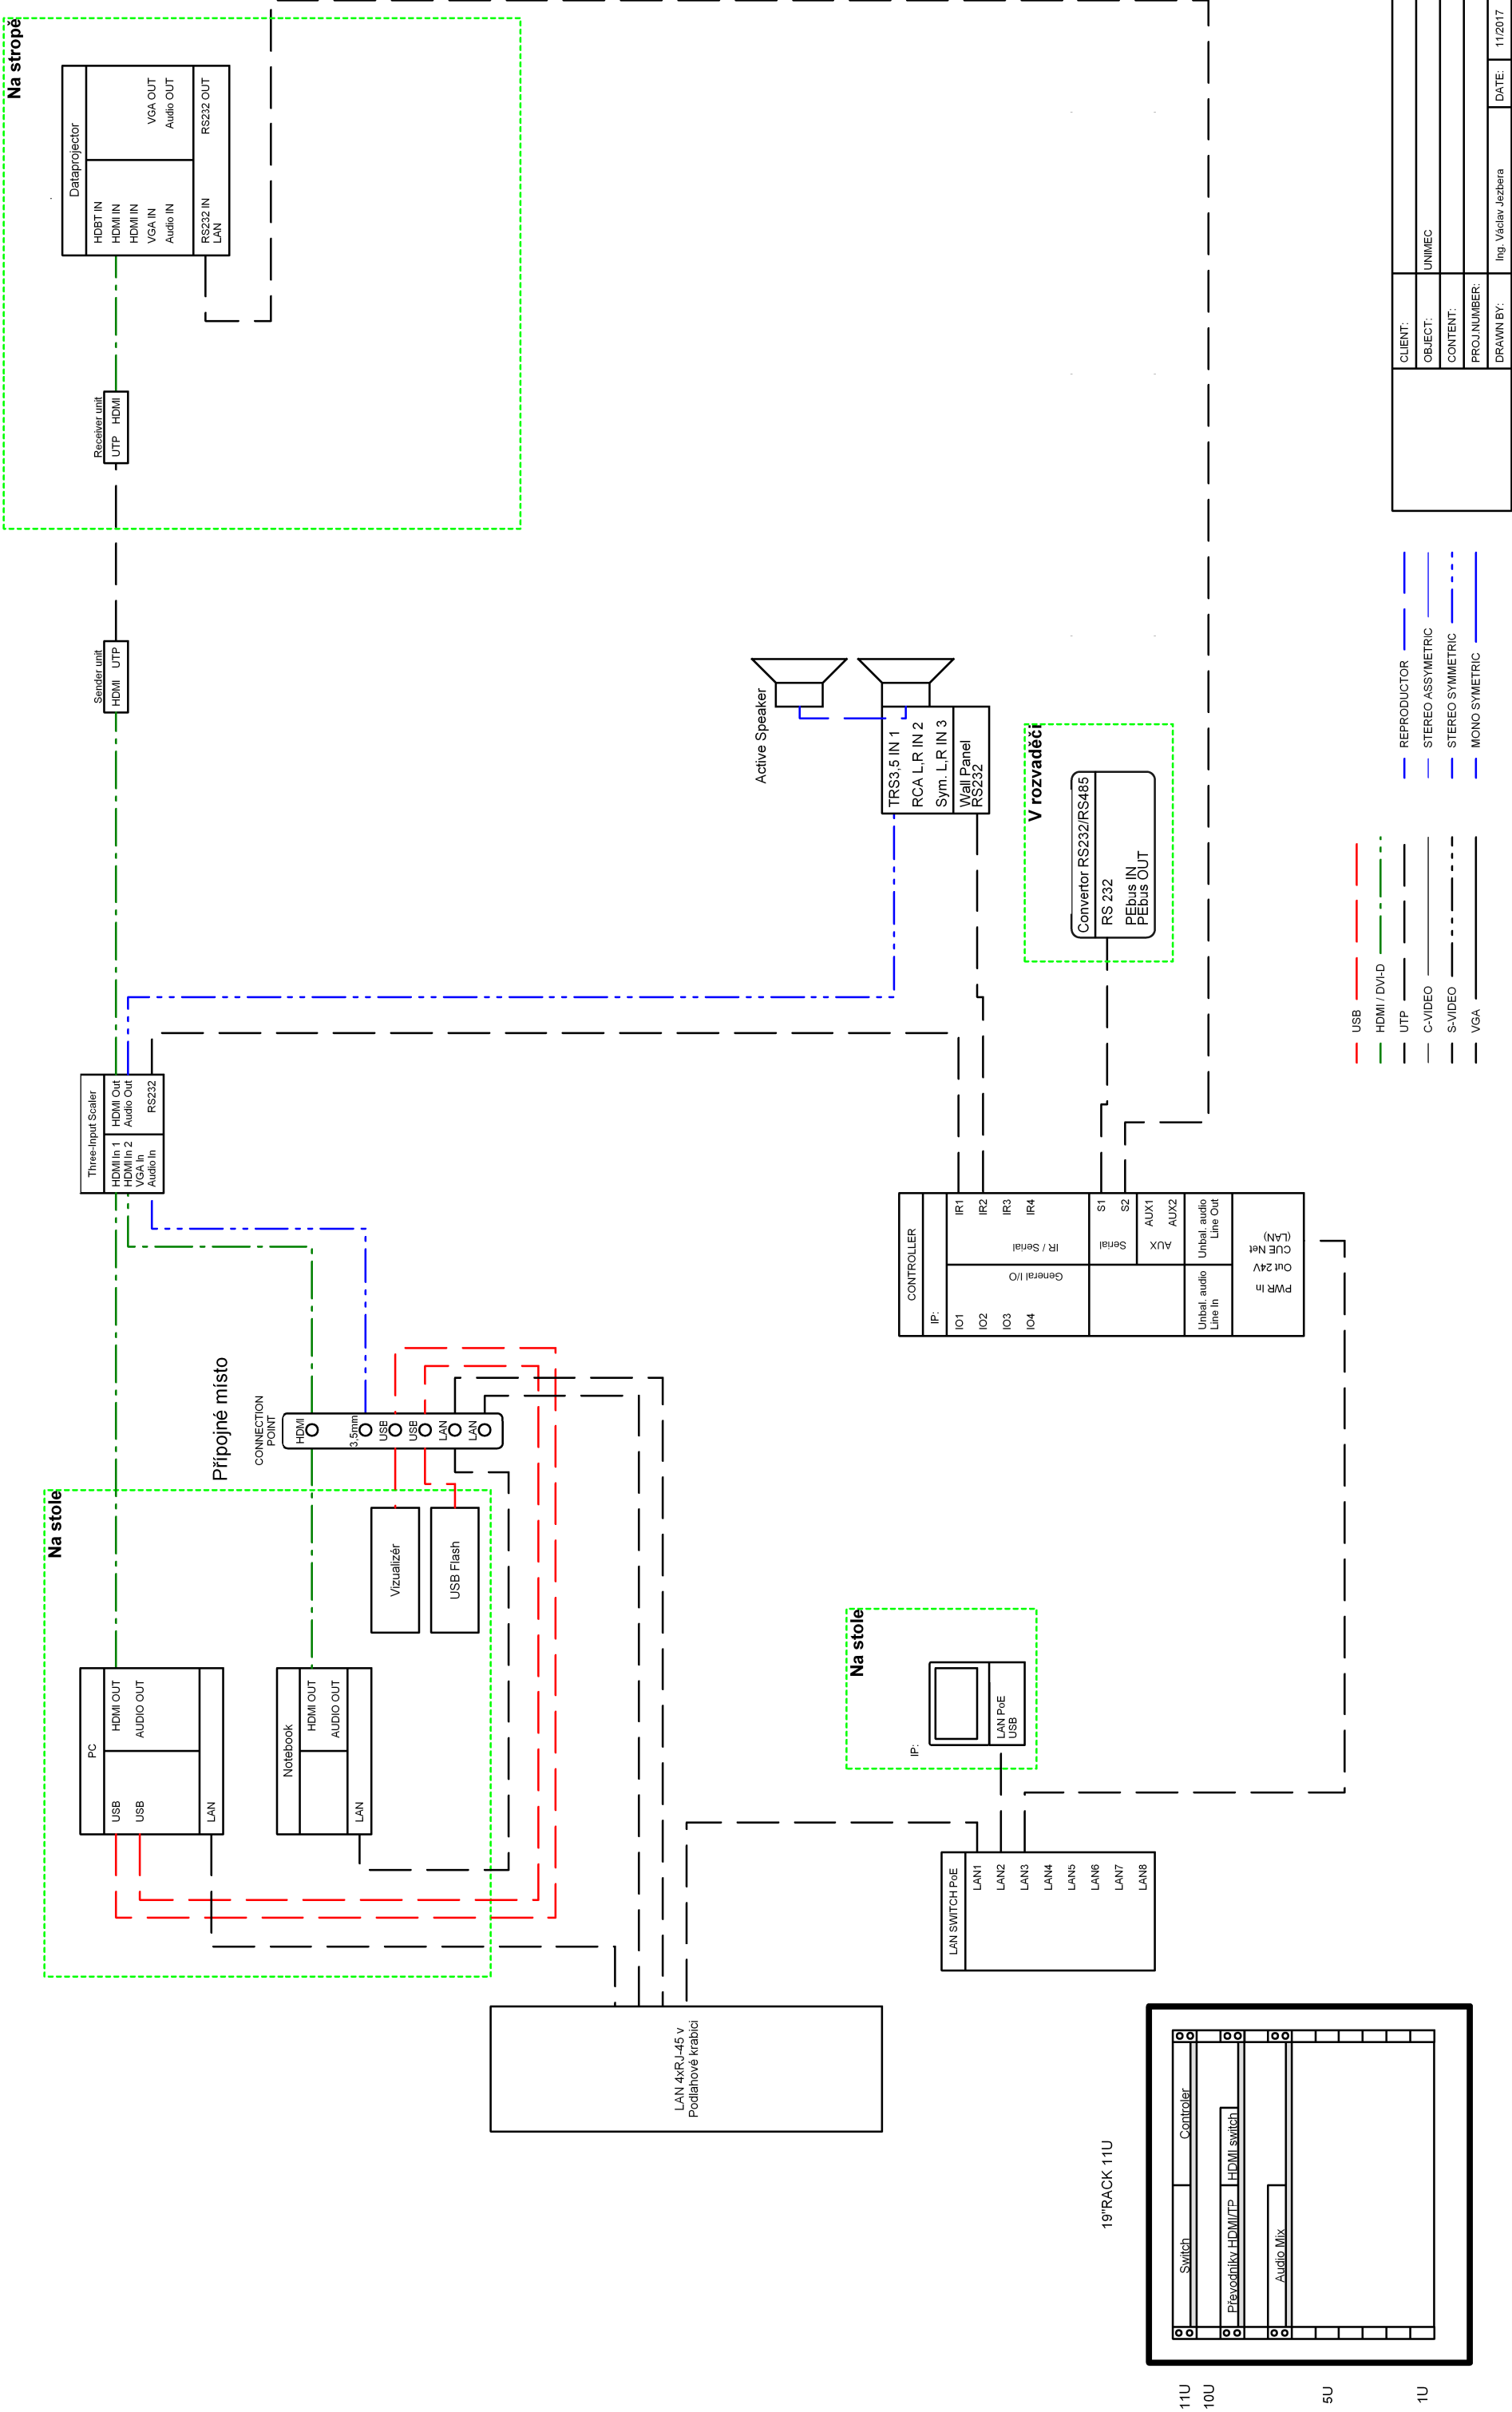 Na stropě
Dataprojector
HDBT IN
HDMI IN
HDMI IN
VGA IN
VGA OUT
Audio IN
Audio OUT
RS232 IN
RS232 OUT
LAN
Receiver unit
UTP HDMI
Sender unit
HDMI UTP
Three-Input Scaler
HDMI In 1
HDMI Out
HDMI In 2
Audio Out
VGA In
Audio In
RS232
Active Speaker
TRS3,5 IN 1
RCA L,R IN 2
Sym. L,R IN 3
Wall Panel
RS232
V rozvaděči
Convertor RS232/RS485
RS 232
PEbus IN
PEbus OUT
Přípojné místo
CONNECTION
POINT
HDMI
3,5mm
USB
USB
LAN
LAN
Na stole
PC
USB
HDMI OUT
USB
AUDIO OUT
LAN
Notebook
HDMI OUT
AUDIO OUT
LAN
Vizualizér
USB Flash
CONTROLLER
IP:
IO1
IR1
IO2
IR2
IO3
IR3
IO4
IR4
General I/O
IR / Serial
S1
S2
Serial
AUX1
AUX2
AUX
Unbal. audio
Line In
Unbal. audio
Line Out
PWR In
Out 24V
CUE Net
(LAN)
Na stole
IP:
LAN PoE
USB
LAN SWITCH PoE
LAN1
LAN2
LAN3
LAN4
LAN5
LAN6
LAN7
LAN8
LAN 4xRJ-45 v
Podlahové krabici
19"RACK 11U
Switch
Controler
Převodníky HDMI/TP
HDMI switch
Audio Mix
11U
10U
5U
1U
USB
HDMI / DVI-D
UTP
C-VIDEO
S-VIDEO
VGA
REPRODUCTOR
STEREO ASSYMETRIC
STEREO SYMMETRIC
MONO SYMETRIC
CLIENT:
OBJECT:
UNIMEC
CONTENT:
PROJ.NUMBER:
DRAWN BY:
Ing. Václav Jezbera
DATE:
11/2017